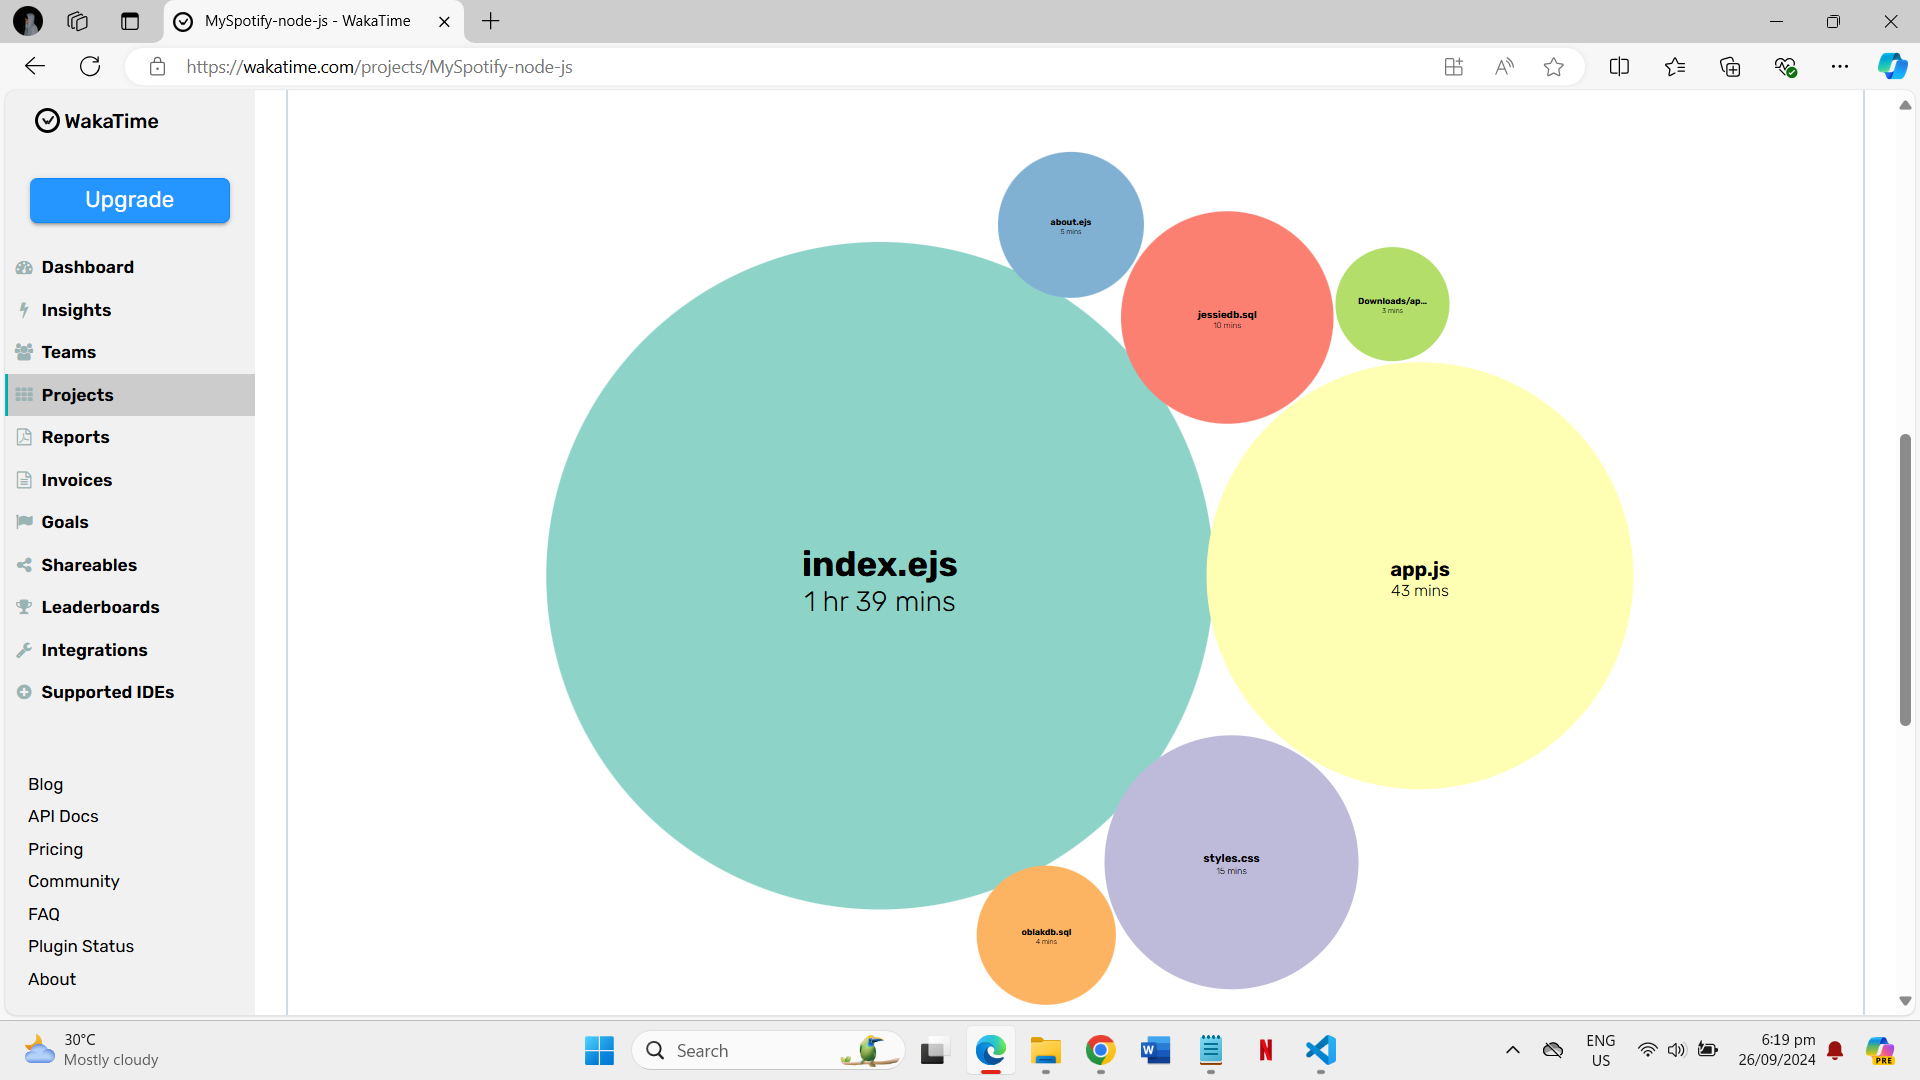 MySpotify-node-js - WakaTime
https://wakatime.com/projects/MySpotify-node-js
WakaTime
Upgrade
Dashboard
Insights
Teams
Projects
Reports
Invoices
Goals
Shareables
Leaderboards
Integrations
Supported IDEs
Blog
API Docs
Pricing
Community
FAQ
Plugin Status
About
about.ejs
5 mins
jessiedb.sql
10 mins
Downloads/ap...
3 mins
index.ejs
1 hr 39 mins
app.js
43 mins
styles.css
15 mins
oblakdb.sql
4 mins
30°C
Mostly cloudy
Search
ENG
US
6:19 pm
26/09/2024
PRE